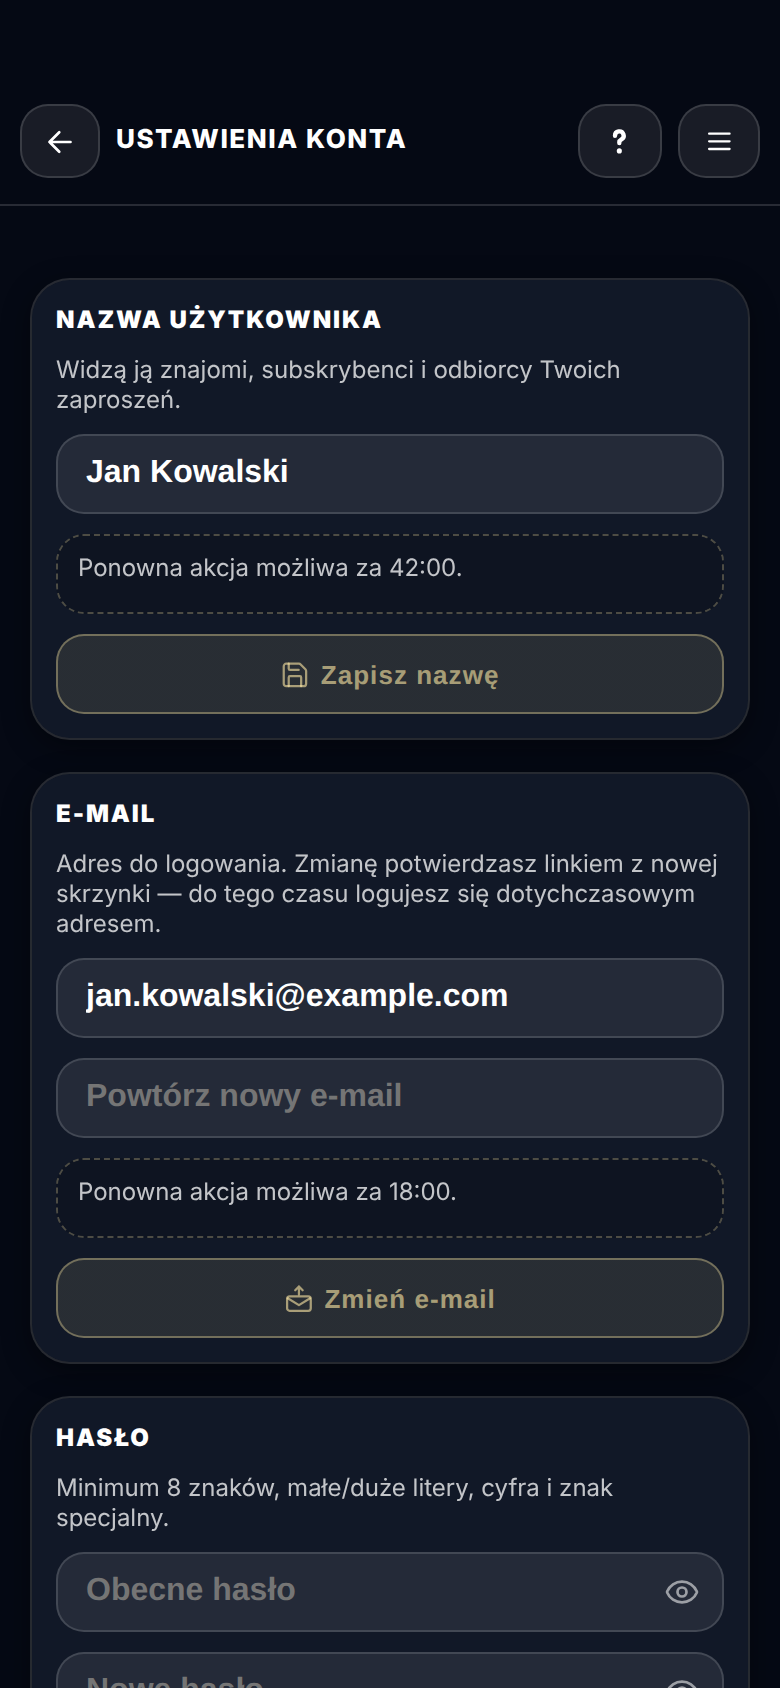 USTAWIENIA KONTA
?
NAZWA UŻYTKOWNIKA
Widzą ją znajomi, subskrybenci i odbiorcy Twoich
zaproszeń.
Jan Kowalski
Ponowna akcja możliwa za 42:00.
Zapisz nazwę
E-MAIL
Adres do logowania. Zmianę potwierdzasz linkiem z nowej
skrzynki — do tego czasu logujesz się dotychczasowym
adresem.
jan.kowalski@example.com
Powtórz nowy e-mail
Ponowna akcja możliwa za 18:00.
Zmień e-mail
HASŁO
Minimum 8 znaków, małe/duże litery, cyfra i znak
specjalny.
Obecne hasło
Nowe hasło